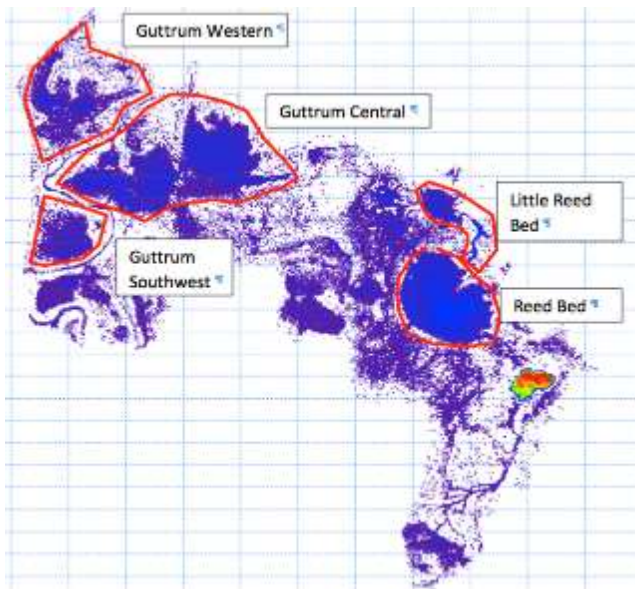 Guttrum Western ¶
Guttrum Central ¶
Little Reed
Bed ¶
Guttrum
Southwest ¶
Reed Bed ¶